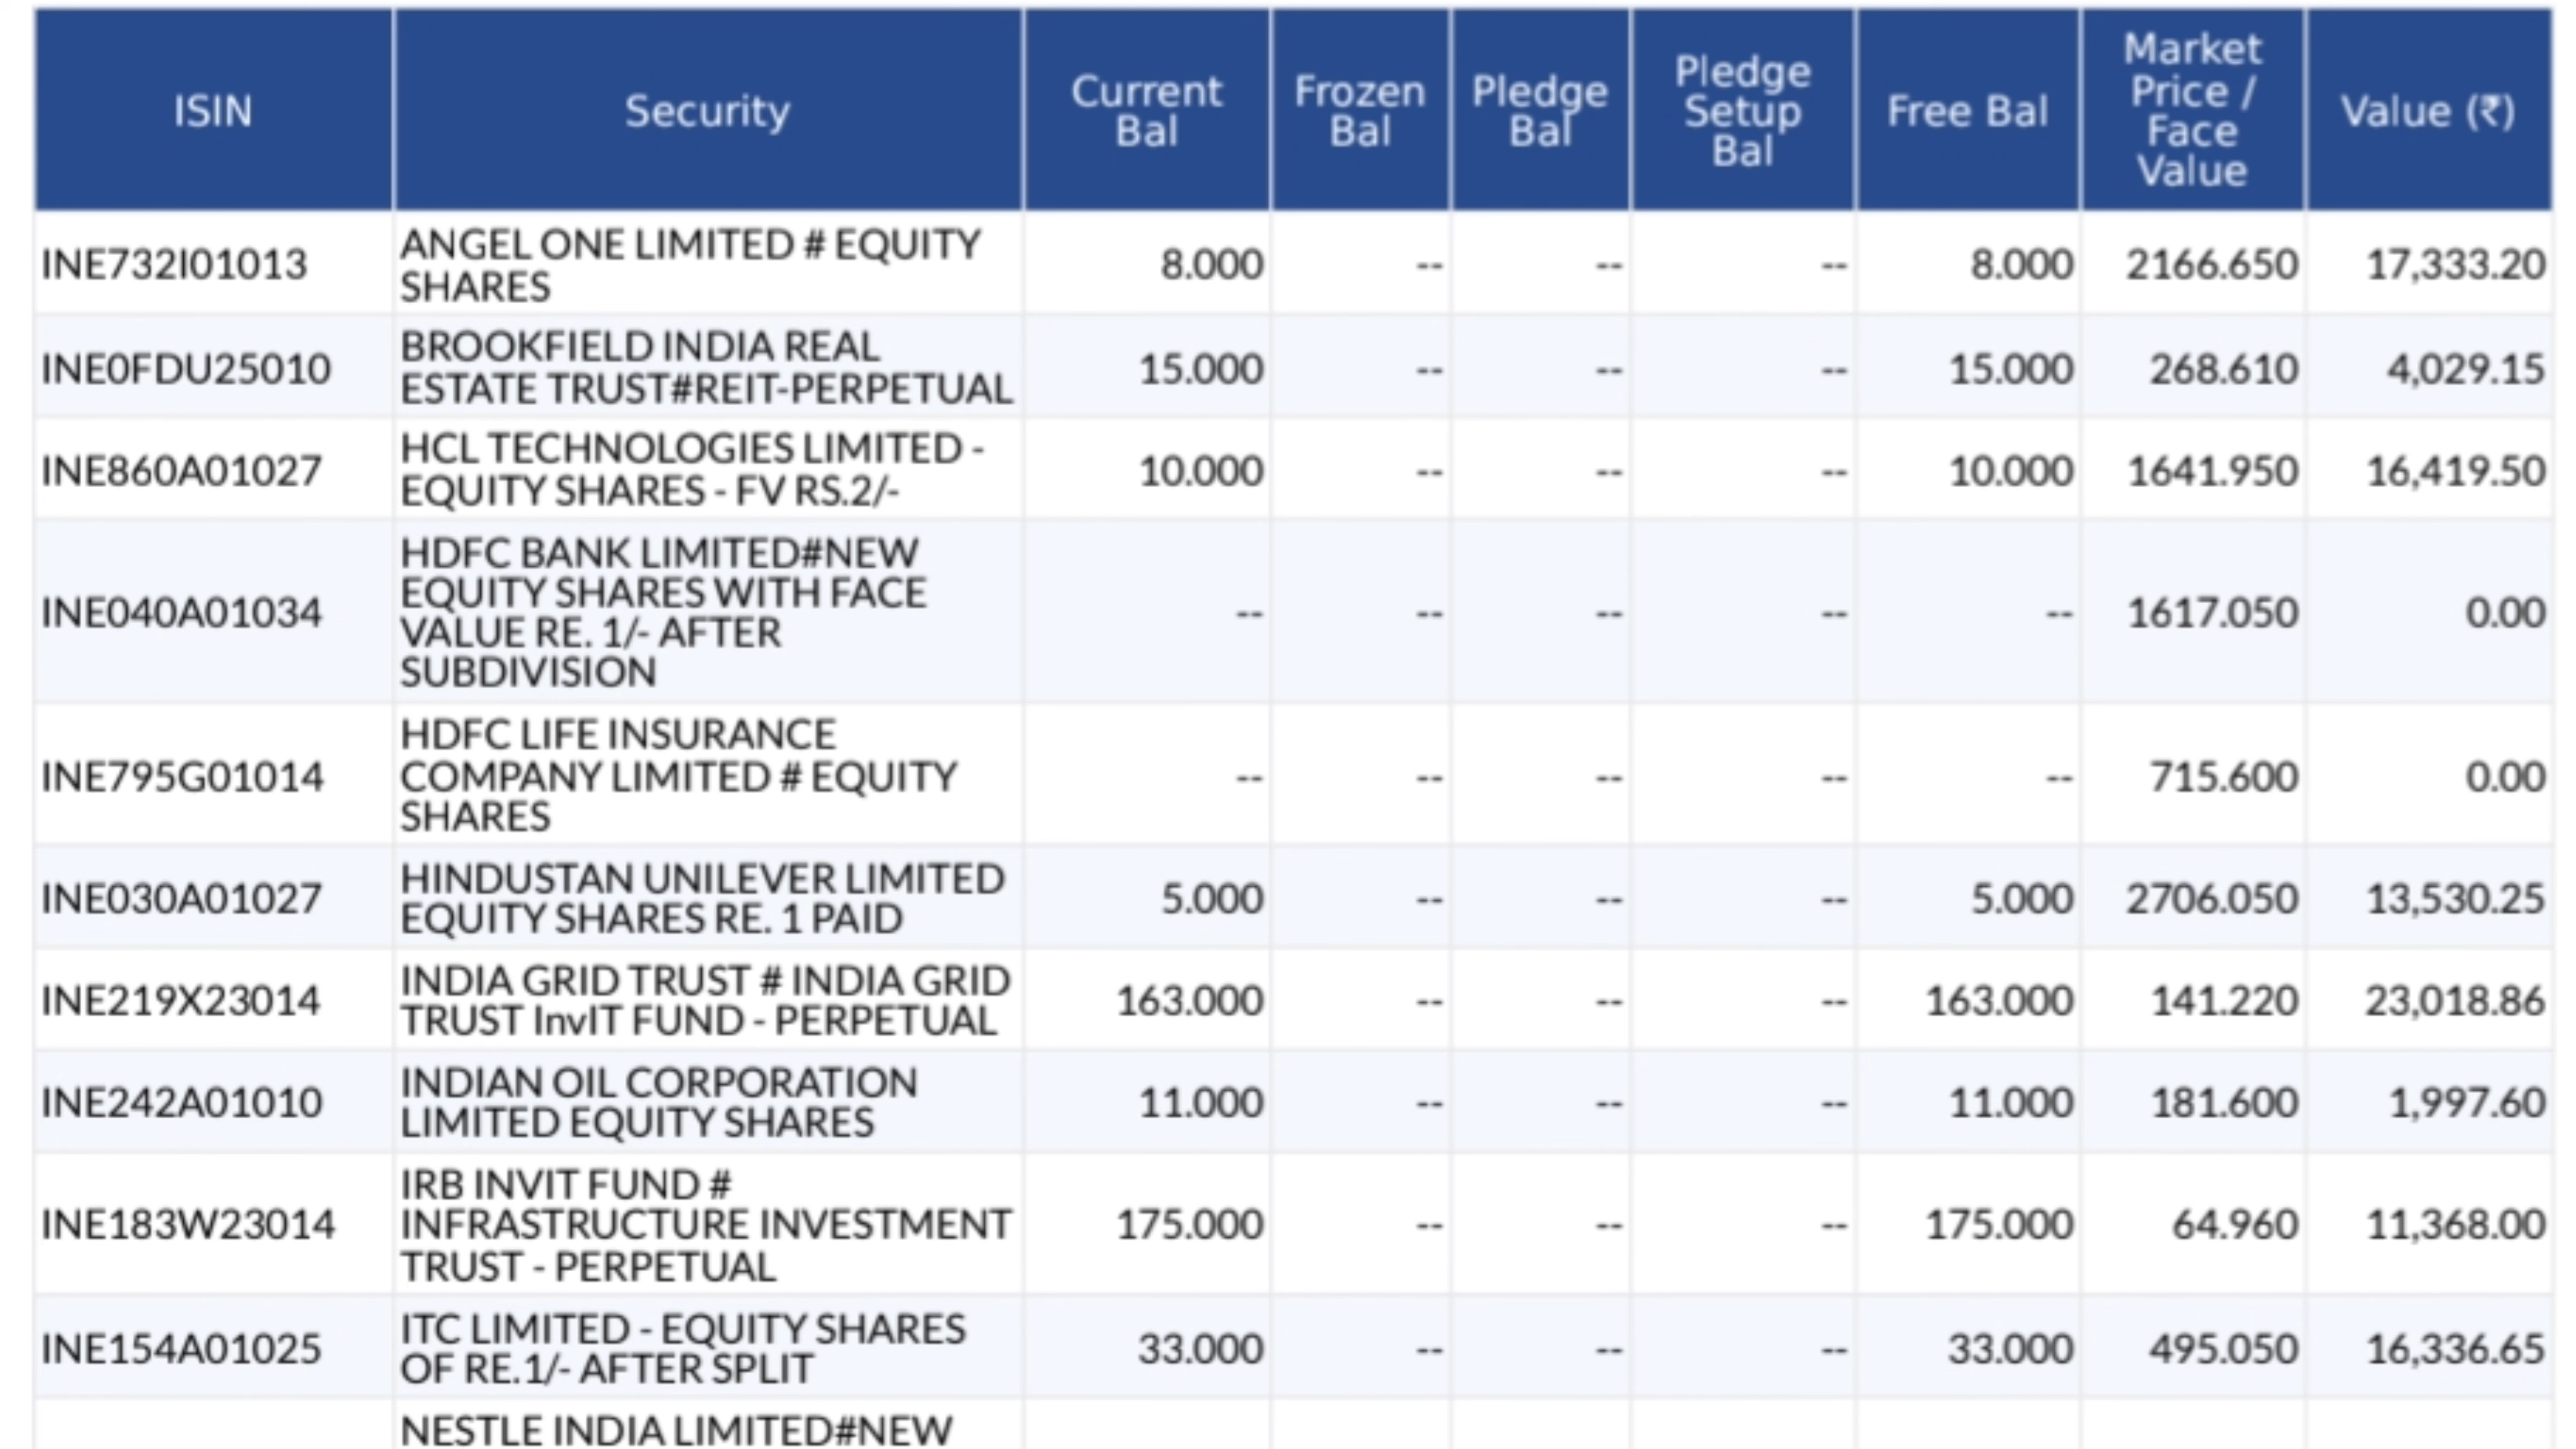 ISIN
Security
Current
Bal
Frozen
Bal
Pledge
Bal
Pledge
Setup
Bal
Free Bal
Market
Price /
Face
Value
Value (₹)
INE732I01013
ANGEL ONE LIMITED # EQUITY
SHARES
8.000 -- -- -- 8.000 2166.650 17,333.20
INE0FDU25010
BROOKFIELD INDIA REAL
ESTATE TRUST#REIT-PERPETUAL
15.000 -- -- -- 15.000 268.610 4,029.15
INE860A01027
HCL TECHNOLOGIES LIMITED -
EQUITY SHARES - FV RS.2/-
10.000 -- -- -- 10.000 1641.950 16,419.50
INE040A01034
HDFC BANK LIMITED#NEW
EQUITY SHARES WITH FACE
VALUE RE. 1/- AFTER
SUBDIVISION
-- -- -- -- -- 1617.050 0.00
INE795G01014
HDFC LIFE INSURANCE
COMPANY LIMITED # EQUITY
SHARES
-- -- -- -- -- 715.600 0.00
INE030A01027
HINDUSTAN UNILEVER LIMITED
EQUITY SHARES RE. 1 PAID
5.000 -- -- -- 5.000 2706.050 13,530.25
INE219X23014
INDIA GRID TRUST # INDIA GRID
TRUST InvIT FUND - PERPETUAL
163.000 -- -- -- 163.000 141.220 23,018.86
INE242A01010
INDIAN OIL CORPORATION
LIMITED EQUITY SHARES
11.000 -- -- -- 11.000 181.600 1,997.60
INE183W23014
IRB INVIT FUND #
INFRASTRUCTURE INVESTMENT
TRUST - PERPETUAL
175.000 -- -- -- 175.000 64.960 11,368.00
INE154A01025
ITC LIMITED - EQUITY SHARES
OF RE.1/- AFTER SPLIT
33.000 -- -- -- 33.000 495.050 16,336.65
NESTLE INDIA LIMITED#NEW